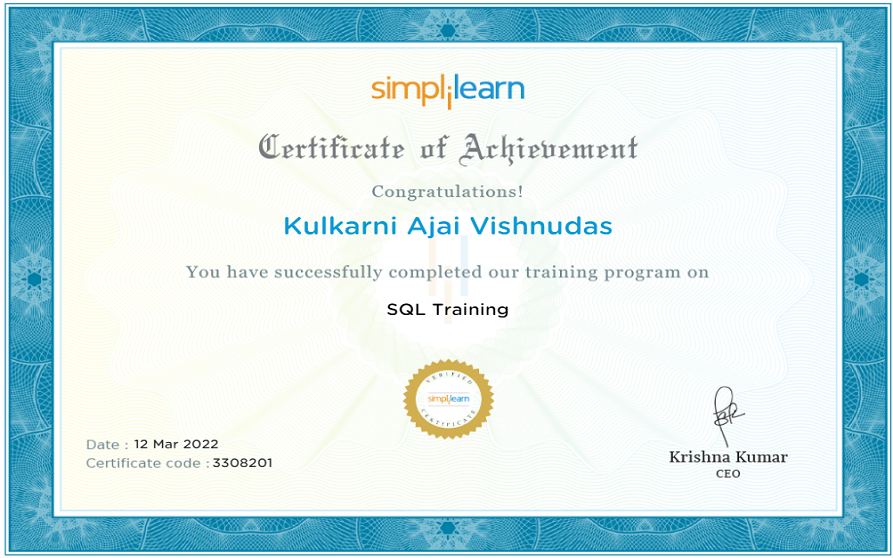 simplilearn
Certificate of Achievement
Congratulations!
Kulkarni Ajai Vishnudas
You have successfully completed our training program on
SQL Training
VERIFIED
simplilearn
CERTIFICATE
Date : 12 Mar 2022
Certificate code : 3308201
Krishna Kumar
CEO